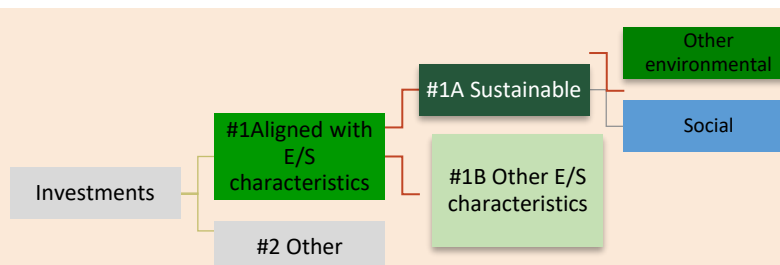 Other
environmental
#1A Sustainable
Social
#1Aligned with
E/S
characteristics
#1B Other E/S
characteristics
Investments
#2 Other